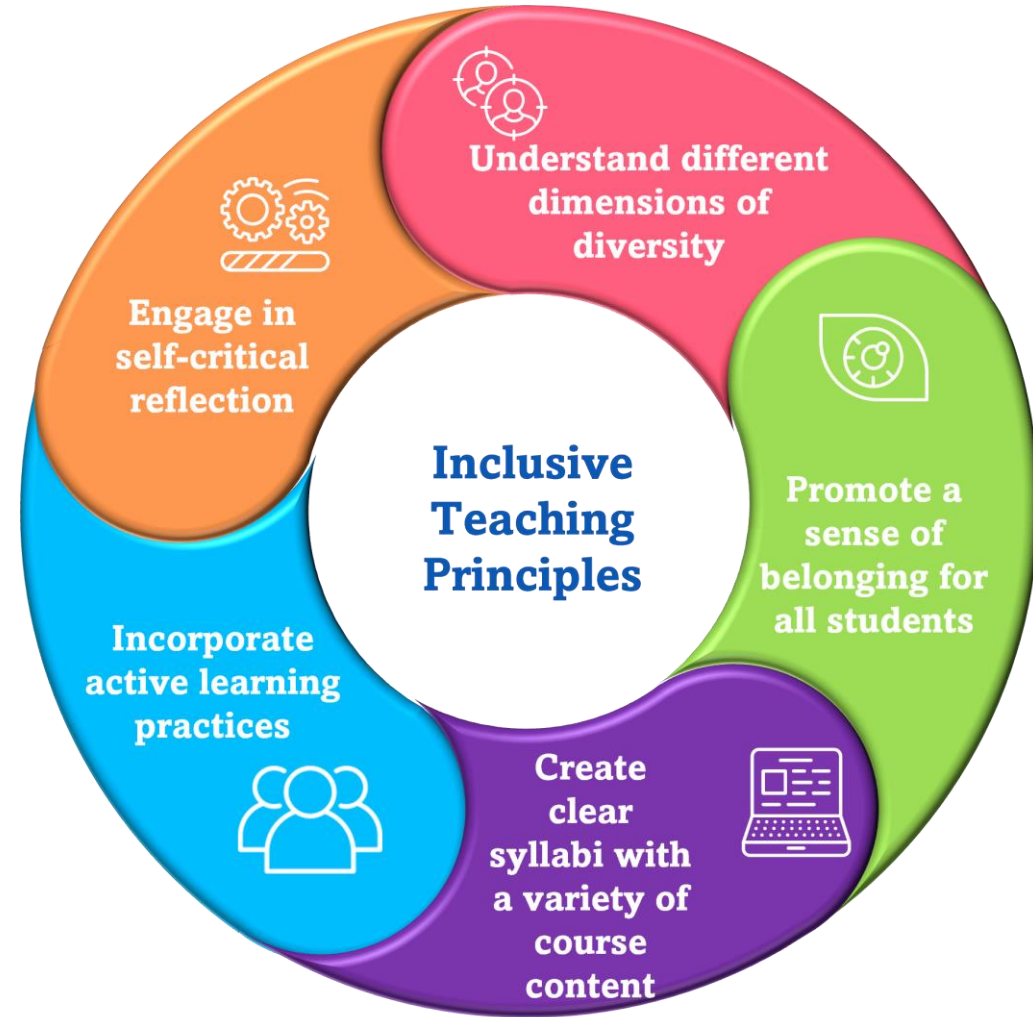 Understand different
dimensions of
diversity
Promote a
sense of
belonging for
all students
Create
clear
syllabi with
a variety of
course
content
Incorporate
active learning
practices
Engage in
self-critical
reflection
Inclusive
Teaching
Principles